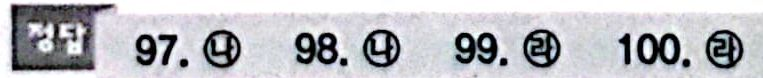 정답 97. ㉯ 98. ㉯ 99. ㉱ 100. ㉱